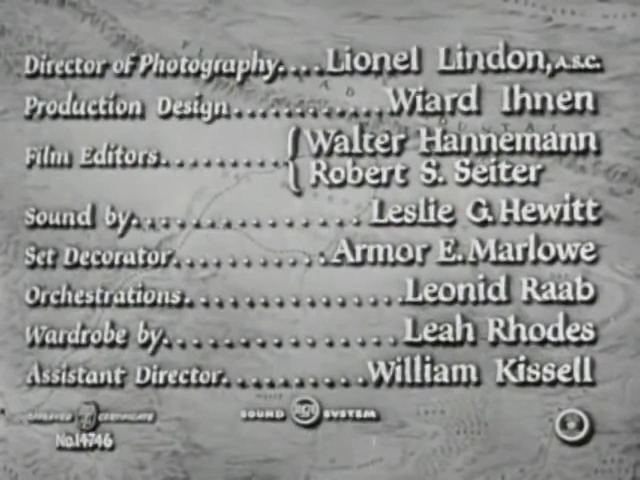 Director of Photography....Lionel Lindon, A.S.C.
Production Design............Wiard Ihnen
Film Editors..........{Walter Hannemann
Robert S. Seiter
Sound by................Leslie G. Hewitt
Set Decorator...........Armor E. Marlowe
Orchestrations................Leonid Raab
Wardrobe by.................Leah Rhodes
Assistant Director..........William Kissell
CERTIFICATE
No.14746
SOUND RCA SYSTEM